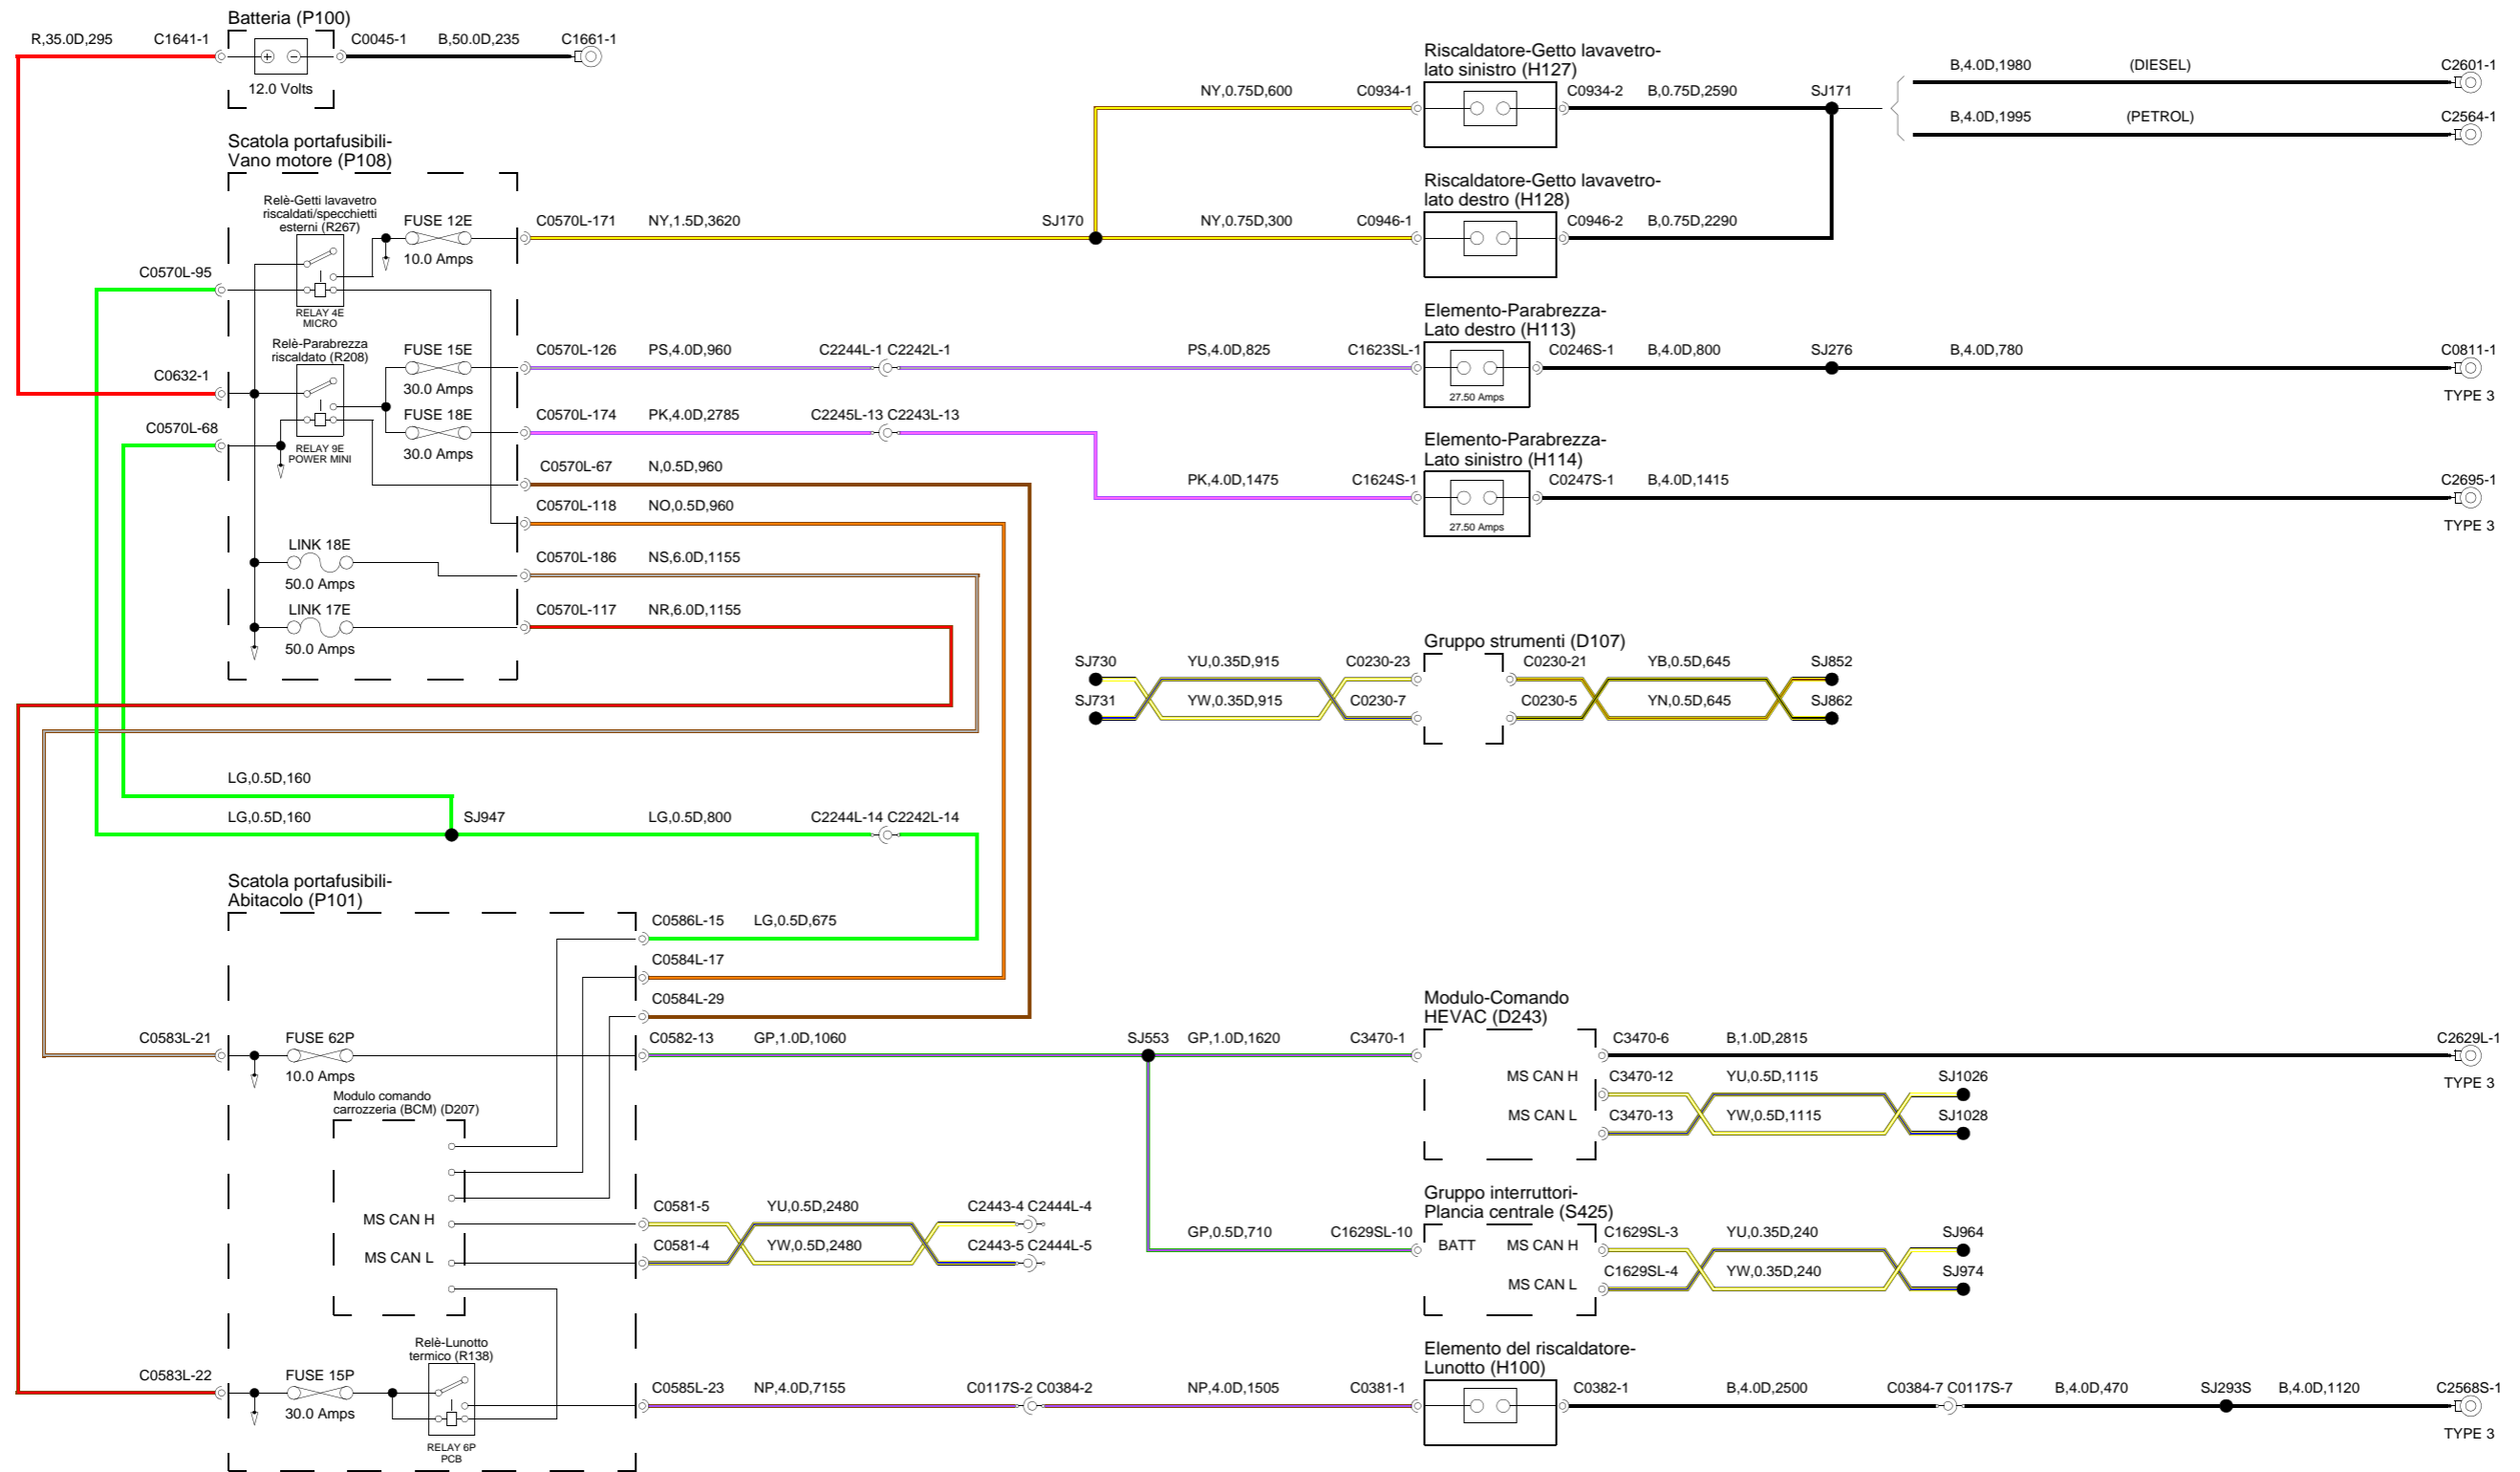 Batteria (P100)
R,35.0D,295
C1641-1
C0045-1
B,50.0D,235
C1661-1
12.0 Volts
Scatola portafusibili-
Vano motore (P108)
Relè-Getti lavavetro
riscaldati/specchietti
esterni (R267)
FUSE 12E
10.0 Amps
C0570L-171
NY,1.5D,3620
SJ170
NY,0.75D,600
C0934-1
Riscaldatore-Getto lavavetro-
lato sinistro (H127)
C0934-2
B,0.75D,2590
SJ171
B,4.0D,1980
(DIESEL)
C2601-1
B,4.0D,1995
(PETROL)
C2564-1
Riscaldatore-Getto lavavetro-
lato destro (H128)
NY,0.75D,300
C0946-1
C0946-2
B,0.75D,2290
C0570L-95
RELAY 4E
MICRO
Relè-Parabrezza
riscaldato (R208)
FUSE 15E
30.0 Amps
C0570L-126
PS,4.0D,960
C2244L-1 C2242L-1
PS,4.0D,825
C1623SL-1
Elemento-Parabrezza-
Lato destro (H113)
27.50 Amps
C0246S-1
B,4.0D,800
SJ276
B,4.0D,780
C0811-1
TYPE 3
C0632-1
C0570L-68
FUSE 18E
30.0 Amps
RELAY 9E
POWER MINI
C0570L-174
PK,4.0D,2785
C2245L-13 C2243L-13
PK,4.0D,1475
C1624S-1
Elemento-Parabrezza-
Lato sinistro (H114)
27.50 Amps
C0247S-1
B,4.0D,1415
C2695-1
TYPE 3
C0570L-67
N,0.5D,960
C0570L-118
NO,0.5D,960
LINK 18E
50.0 Amps
C0570L-186
NS,6.0D,1155
LINK 17E
50.0 Amps
C0570L-117
NR,6.0D,1155
Gruppo strumenti (D107)
SJ730
YU,0.35D,915
C0230-23
C0230-21
YB,0.5D,645
SJ852
SJ731
YW,0.35D,915
C0230-7
C0230-5
YN,0.5D,645
SJ862
LG,0.5D,160
LG,0.5D,160
SJ947
LG,0.5D,800
C2244L-14 C2242L-14
Scatola portafusibili-
Abitacolo (P101)
C0586L-15
LG,0.5D,675
C0584L-17
C0584L-29
C0583L-21
FUSE 62P
10.0 Amps
C0582-13
GP,1.0D,1060
SJ553
GP,1.0D,1620
C3470-1
Modulo-Comando
HEVAC (D243)
C3470-6
B,1.0D,2815
C2629L-1
TYPE 3
MS CAN H
C3470-12
YU,0.5D,1115
SJ1026
MS CAN L
C3470-13
YW,0.5D,1115
SJ1028
Modulo comando
carrozzeria (BCM) (D207)
MS CAN H
C0581-5
YU,0.5D,2480
C2443-4 C2444L-4
MS CAN L
C0581-4
YW,0.5D,2480
C2443-5 C2444L-5
Gruppo interruttori-
Plancia centrale (S425)
GP,0.5D,710
C1629SL-10
BATT
MS CAN H
C1629SL-3
YU,0.35D,240
SJ964
MS CAN L
C1629SL-4
YW,0.35D,240
SJ974
C0583L-22
FUSE 15P
30.0 Amps
Relè-Lunotto
termico (R138)
RELAY 6P
PCB
C0585L-23
NP,4.0D,7155
C0117S-2 C0384-2
NP,4.0D,1505
C0381-1
Elemento del riscaldatore-
Lunotto (H100)
C0382-1
B,4.0D,2500
C0384-7 C0117S-7
B,4.0D,470
SJ293S
B,4.0D,1120
C2568S-1
TYPE 3